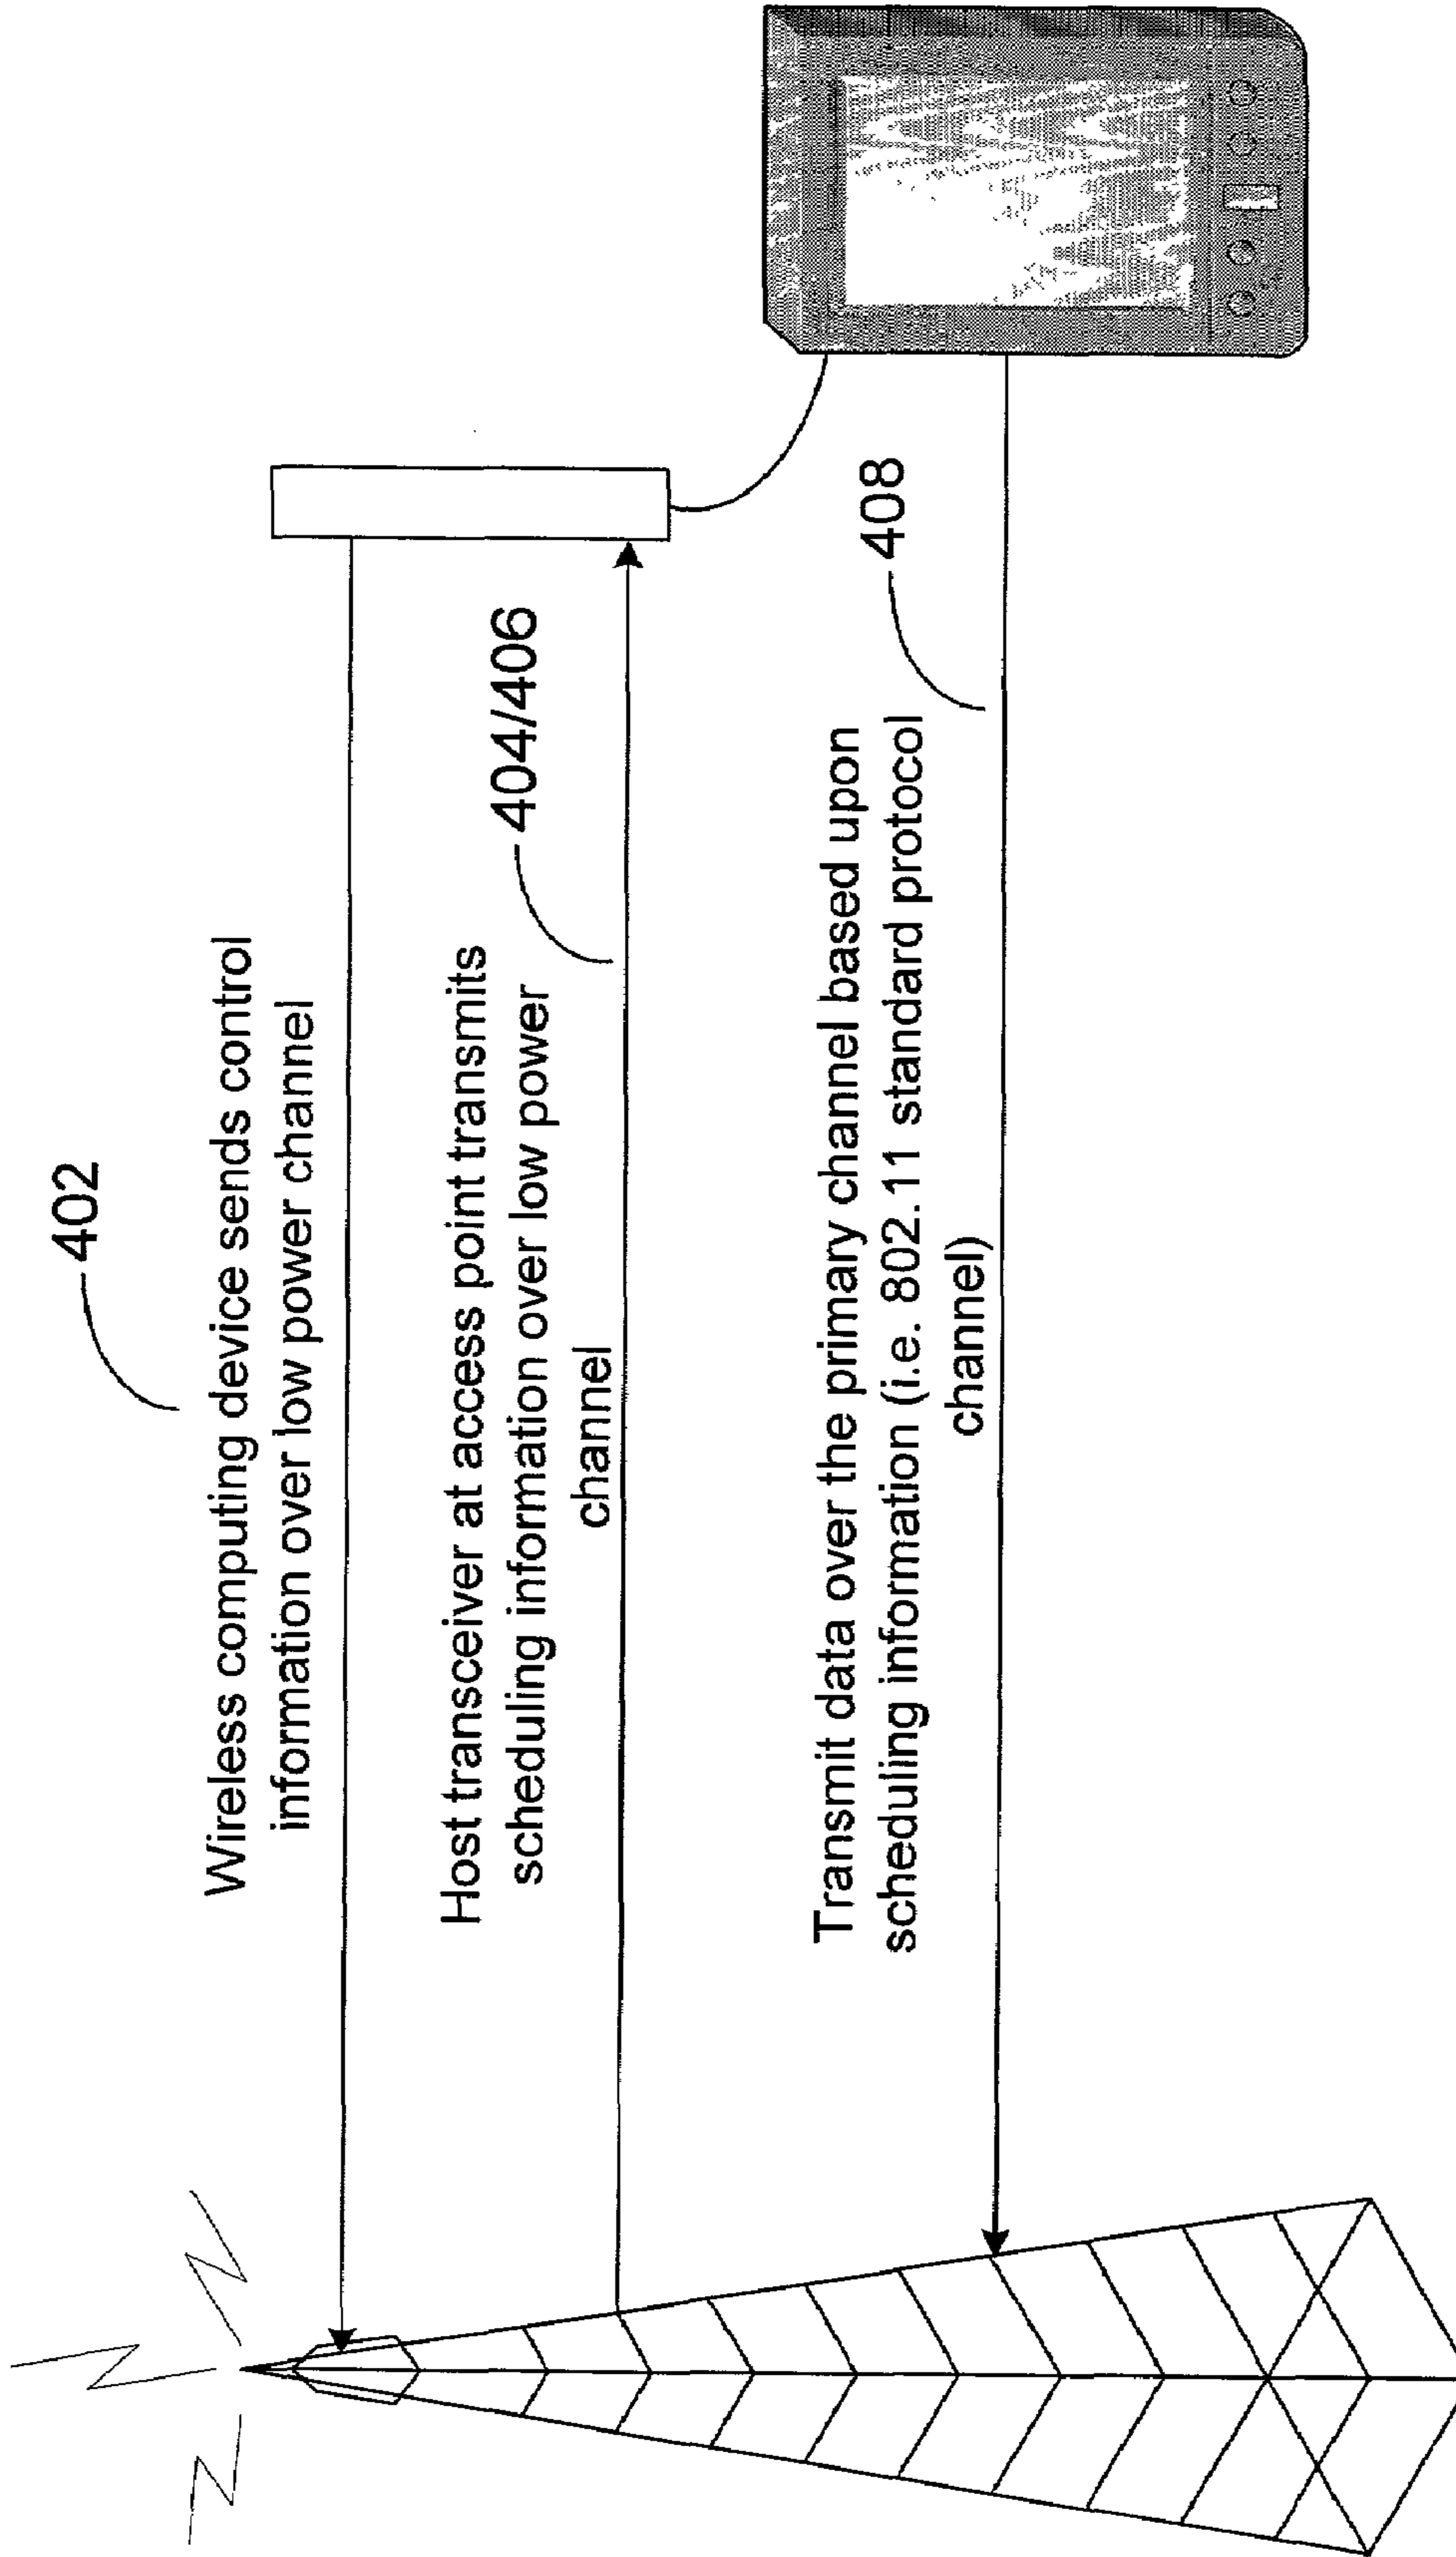 402
Wireless computing device sends control
information over low power channel
404/406
Host transceiver at access point transmits
scheduling information over low power
channel
408
Transmit data over the primary channel based upon
scheduling information (i.e. 802.11 standard protocol
channel)